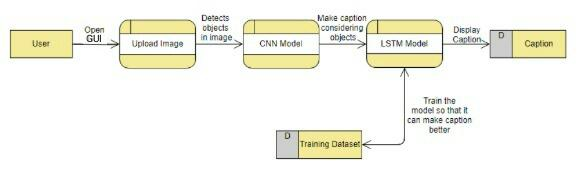 User
Open
GUI
Upload Image
Detects
objects
in image
CNN Model
Make caption
considering
objects
LSTM Model
Display
Caption
D
Caption
Train the
model so that it
can make caption
better
D
Training Dataset